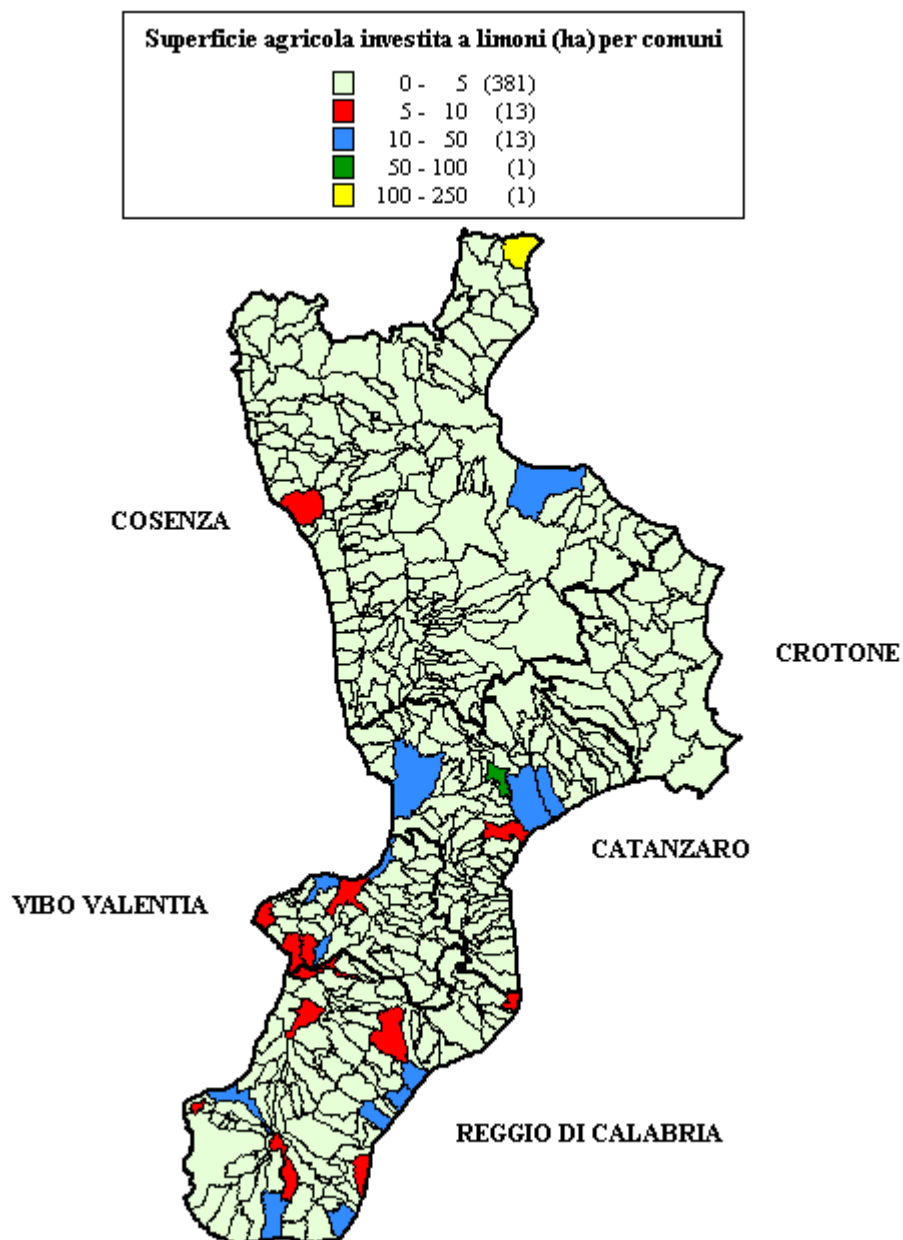 Superficie agricola investita a limoni (ha) per comuni
0 - 5 (381)
5 - 10 (13)
10 - 50 (13)
50 - 100 (1)
100 - 250 (1)
COSENZA
CROTONE
CATANZARO
VIBO VALENTIA
REGGIO DI CALABRIA